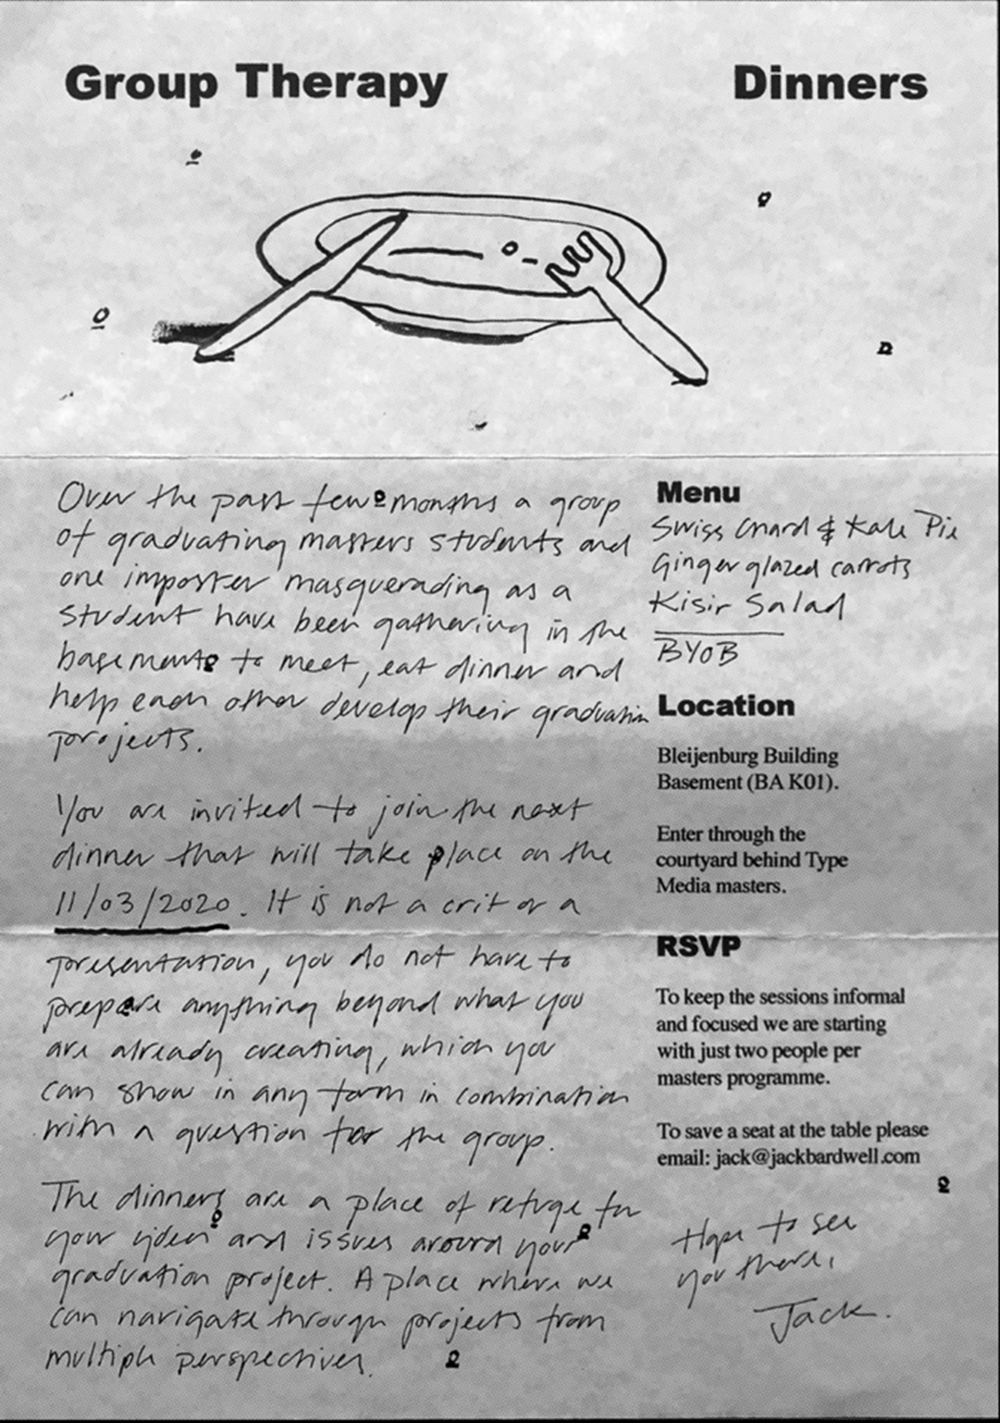 Group Therapy Dinners
Over the past few months a group
of graduating masters students and
one imposter masquerading as a
student have been gathering in the
basement to meet, eat dinner and
help each other develop their graduation
projects.
You are invited to join the next
dinner that will take place on the
11/03/2020. It is not a crit or a
presentation, you do not have to
prepare anything beyond what you
are already creating, which you
can show in any form in combination
with a question for the group.
The dinners are a place of refuge for
your and issues around your
graduation project. A place where we
can navigate through projects from
multiple perspectives.
Menu
Swiss Chard & Kale Pie
Ginger glazed carrots
Kisir Salad
BYOB
Location
Bleijenburg Building
Basement (BA K01).
Enter through the
courtyard behind Type
Media masters.
RSVP
To keep the sessions informal
and focused we are starting
with just two people per
masters programme.
To save a seat at the table please
email: jack@jackbardwell.com
Hope to see
you there,
Jack.